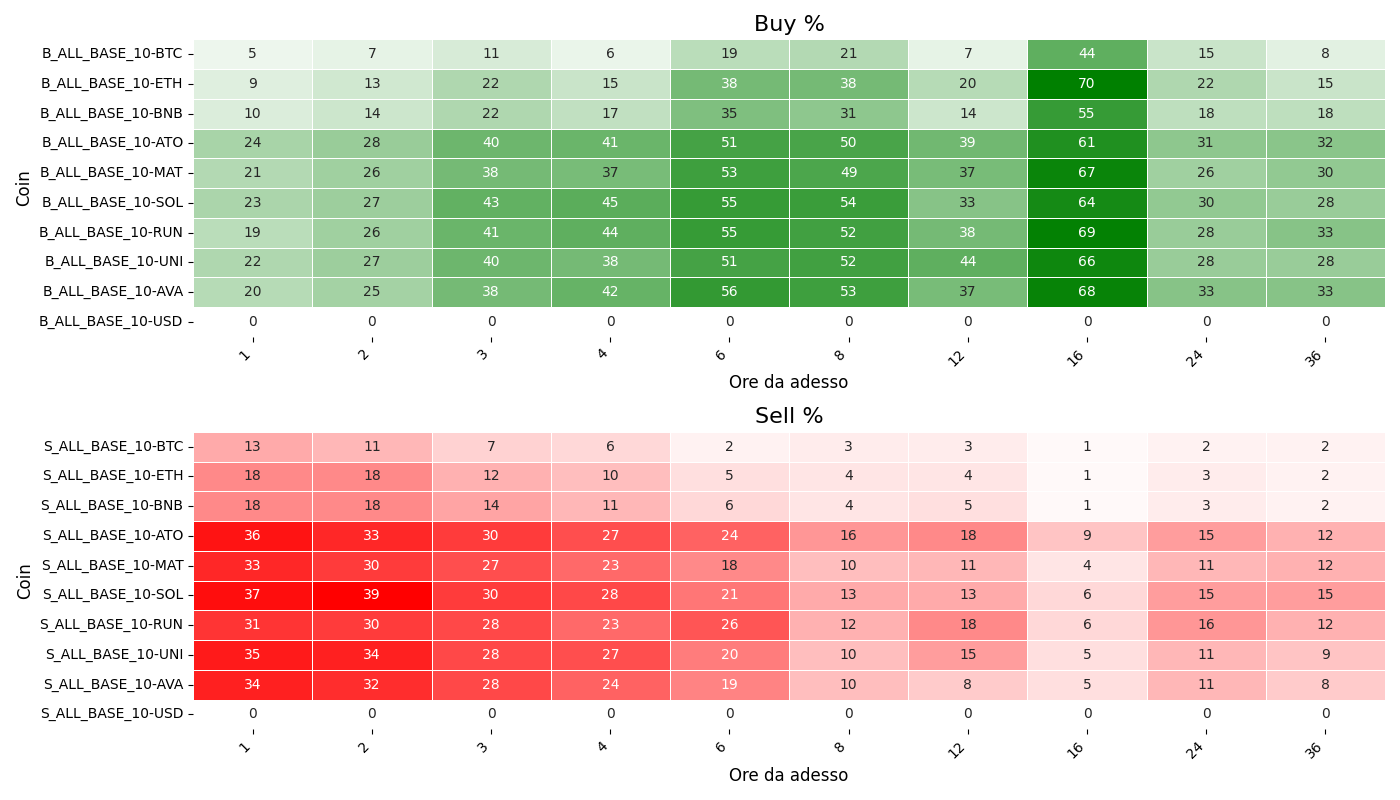 Buy %
Coin
B_ALL_BASE_10-BTC 5 7 11 6 19 21 7 44 15 8
B_ALL_BASE_10-ETH 9 13 22 15 38 38 20 70 22 15
B_ALL_BASE_10-BNB 10 14 22 17 35 31 14 55 18 18
B_ALL_BASE_10-ATO 24 28 40 41 51 50 39 61 31 32
B_ALL_BASE_10-MAT 21 26 38 37 53 49 37 67 26 30
B_ALL_BASE_10-SOL 23 27 43 45 55 54 33 64 30 28
B_ALL_BASE_10-RUN 19 26 41 44 55 52 38 69 28 33
B_ALL_BASE_10-UNI 22 27 40 38 51 52 44 66 28 28
B_ALL_BASE_10-AVA 20 25 38 42 56 53 37 68 33 33
B_ALL_BASE_10-USD 0 0 0 0 0 0 0 0 0 0
1 2 3 4 6 8 12 16 24 36
Ore da adesso
Sell %
Coin
S_ALL_BASE_10-BTC 13 11 7 6 2 3 3 1 2 2
S_ALL_BASE_10-ETH 18 18 12 10 5 4 4 1 3 2
S_ALL_BASE_10-BNB 18 18 14 11 6 4 5 1 3 2
S_ALL_BASE_10-ATO 36 33 30 27 24 16 18 9 15 12
S_ALL_BASE_10-MAT 33 30 27 23 18 10 11 4 11 12
S_ALL_BASE_10-SOL 37 39 30 28 21 13 13 6 15 15
S_ALL_BASE_10-RUN 31 30 28 23 26 12 18 6 16 12
S_ALL_BASE_10-UNI 35 34 28 27 20 10 15 5 11 9
S_ALL_BASE_10-AVA 34 32 28 24 19 10 8 5 11 8
S_ALL_BASE_10-USD 0 0 0 0 0 0 0 0 0 0
1 2 3 4 6 8 12 16 24 36
Ore da adesso